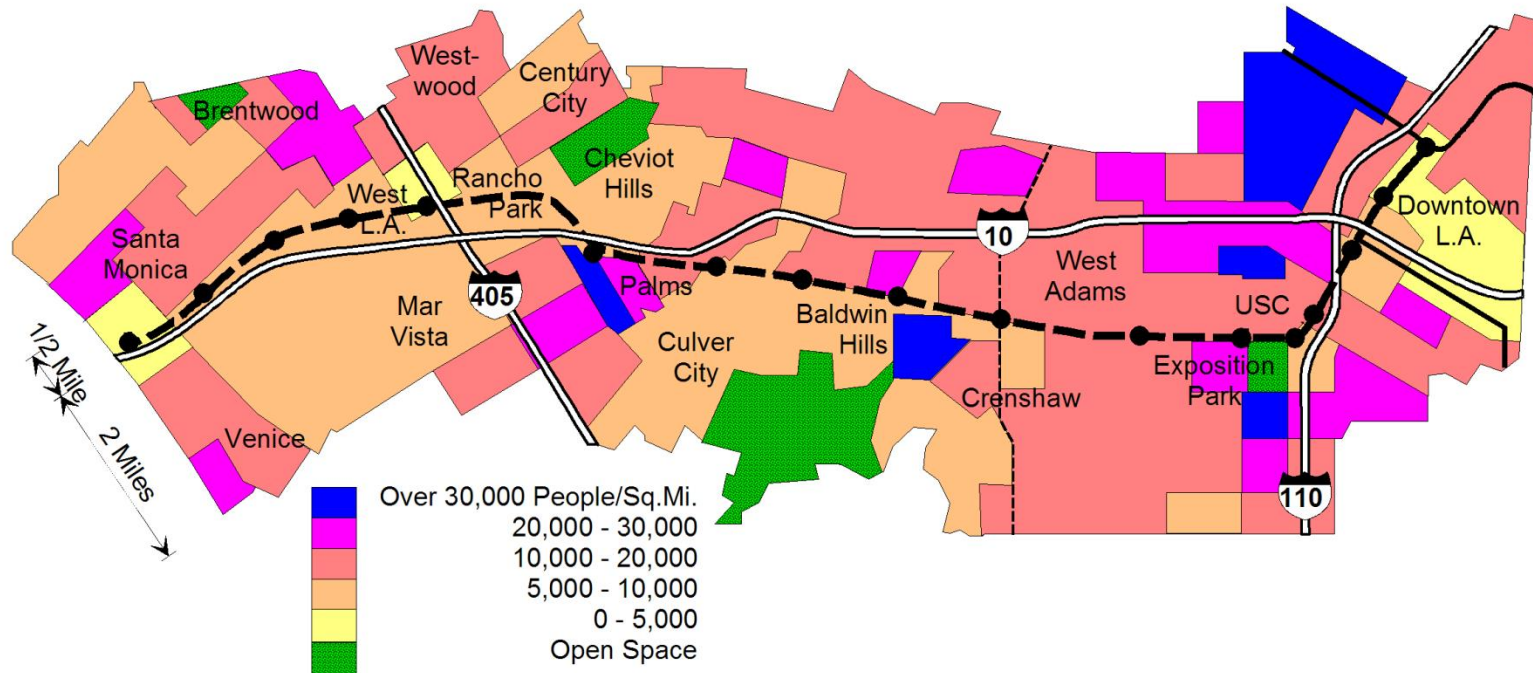 West-
wood
Century
City
Brentwood
Cheviot
Hills
Rancho
Park
West
L.A.
Santa
Monica
Downtown
L.A.
10
West
Adams
405
Palms
Mar
Vista
USC
Baldwin
Hills
Culver
City
Exposition
Park
Crenshaw
1/2 Mile
2 Miles
Venice
110
Over 30,000 People/Sq.Mi.
20,000 - 30,000
10,000 - 20,000
5,000 - 10,000
0 - 5,000
Open Space